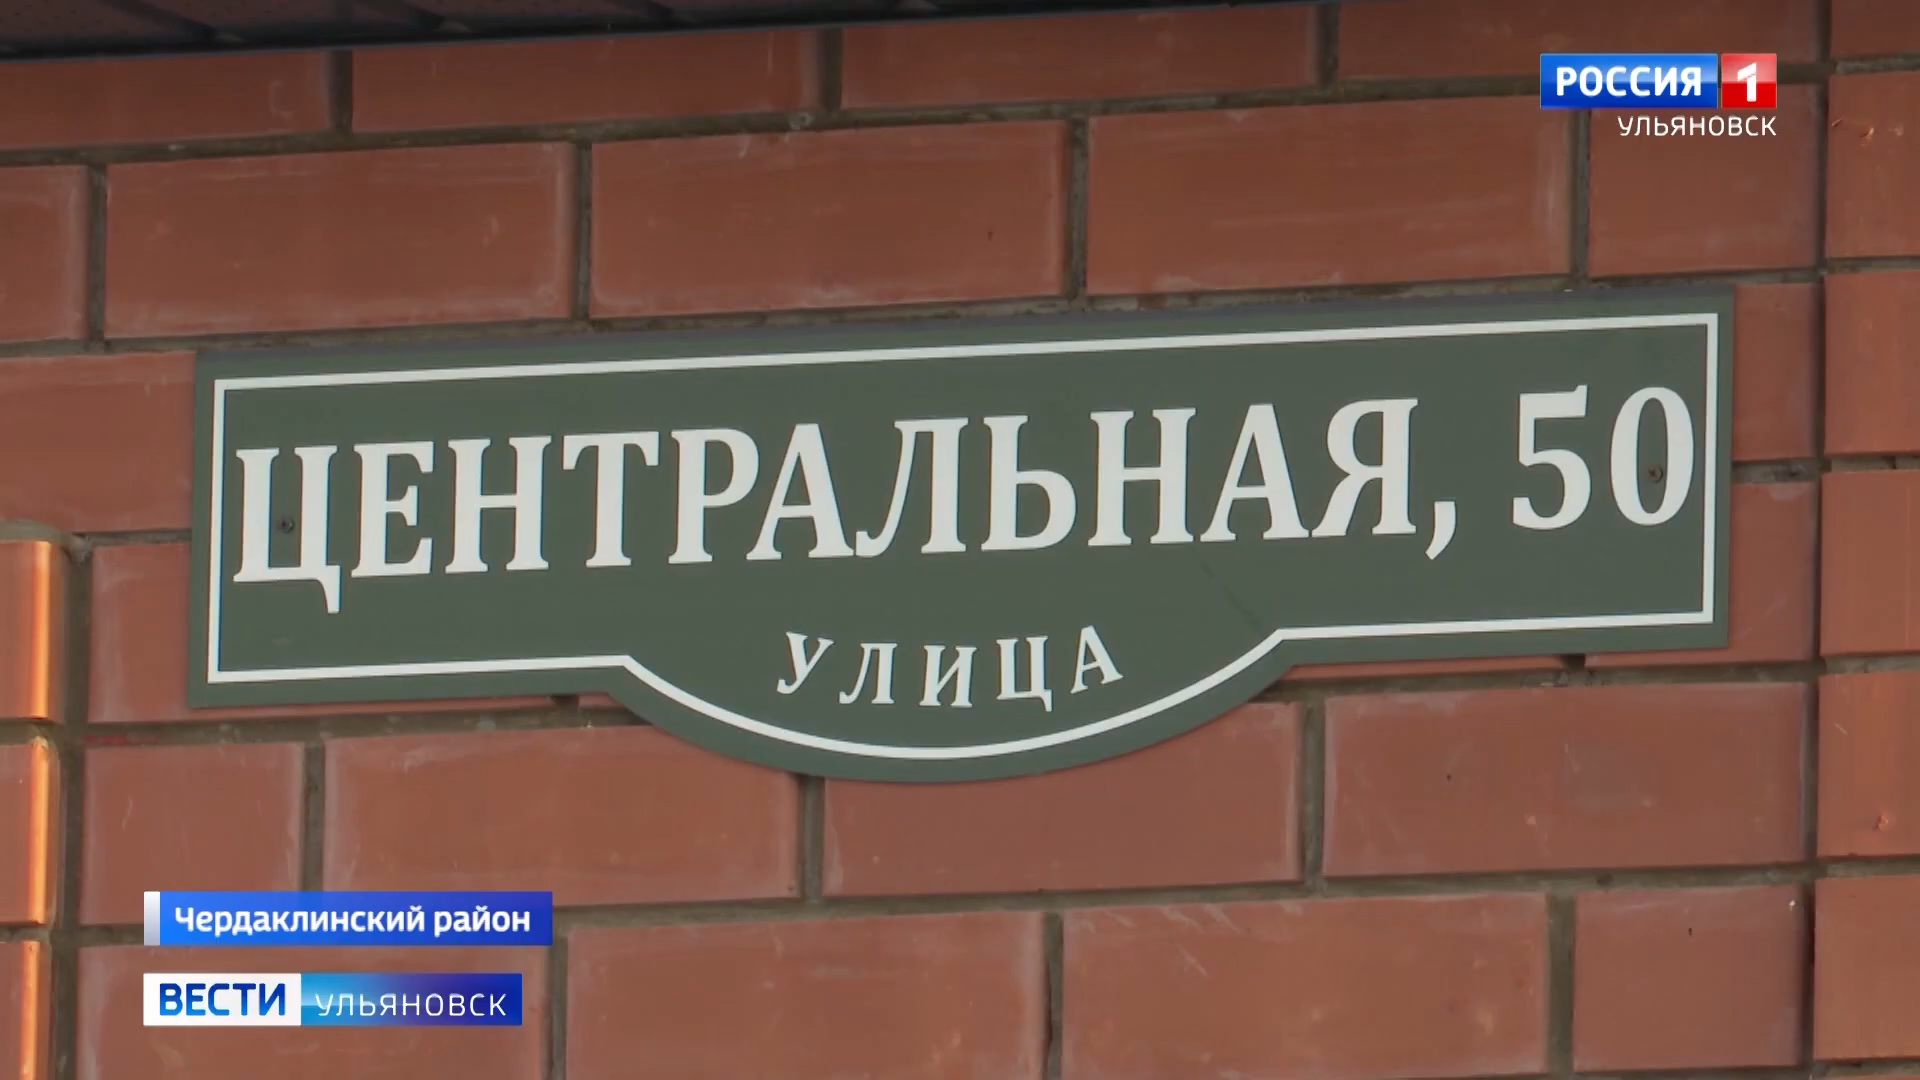 РОССИЯ 1
УЛЬЯНОВСК
ЦЕНТРАЛЬНАЯ, 50
УЛИЦА
Чердаклинский район
ВЕСТИ УЛЬЯНОВСК